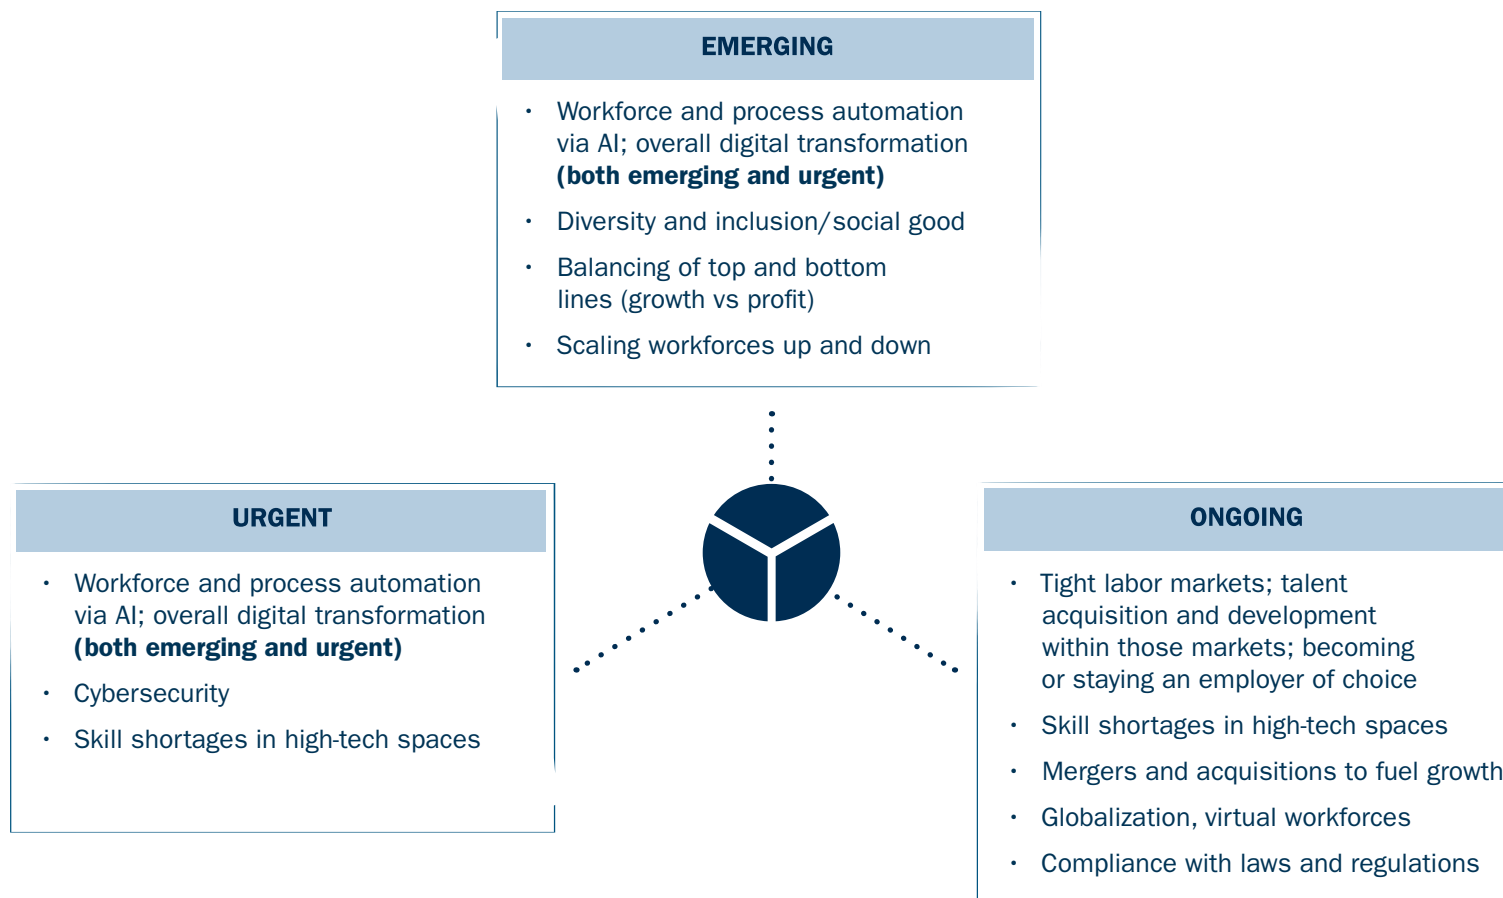 EMERGING
• Workforce and process automation
via AI; overall digital transformation
(both emerging and urgent)
• Diversity and inclusion/social good
• Balancing of top and bottom
lines (growth vs profit)
• Scaling workforces up and down
URGENT
• Workforce and process automation
via AI; overall digital transformation
(both emerging and urgent)
• Cybersecurity
• Skill shortages in high-tech spaces
ONGOING
• Tight labor markets; talent
acquisition and development
within those markets; becoming
or staying an employer of choice
• Skill shortages in high-tech spaces
• Mergers and acquisitions to fuel growth
• Globalization, virtual workforces
• Compliance with laws and regulations